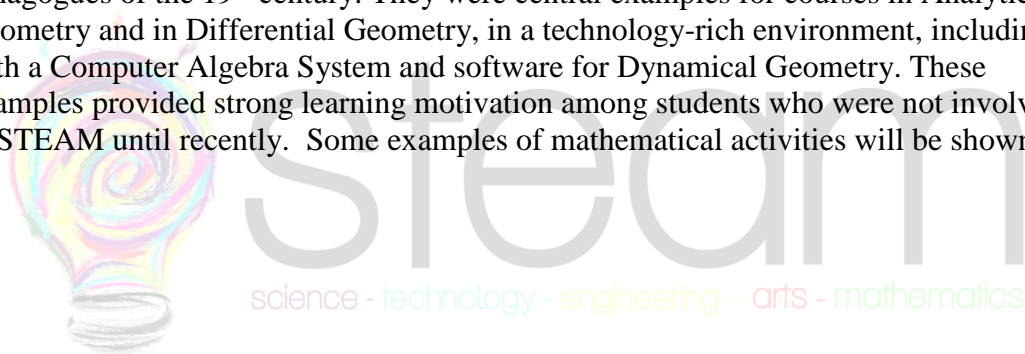 agogues of the 19 century. They were central examples for courses in Analytic
ometry and in Differential Geometry, in a technology-rich environment, includin
th a Computer Algebra System and software for Dynamical Geometry. These
amples provided strong learning motivation among students who were not involv
STEAM until recently. Some examples of mathematical activities will be shown
steam
science - technology - engineering - arts - mathematics